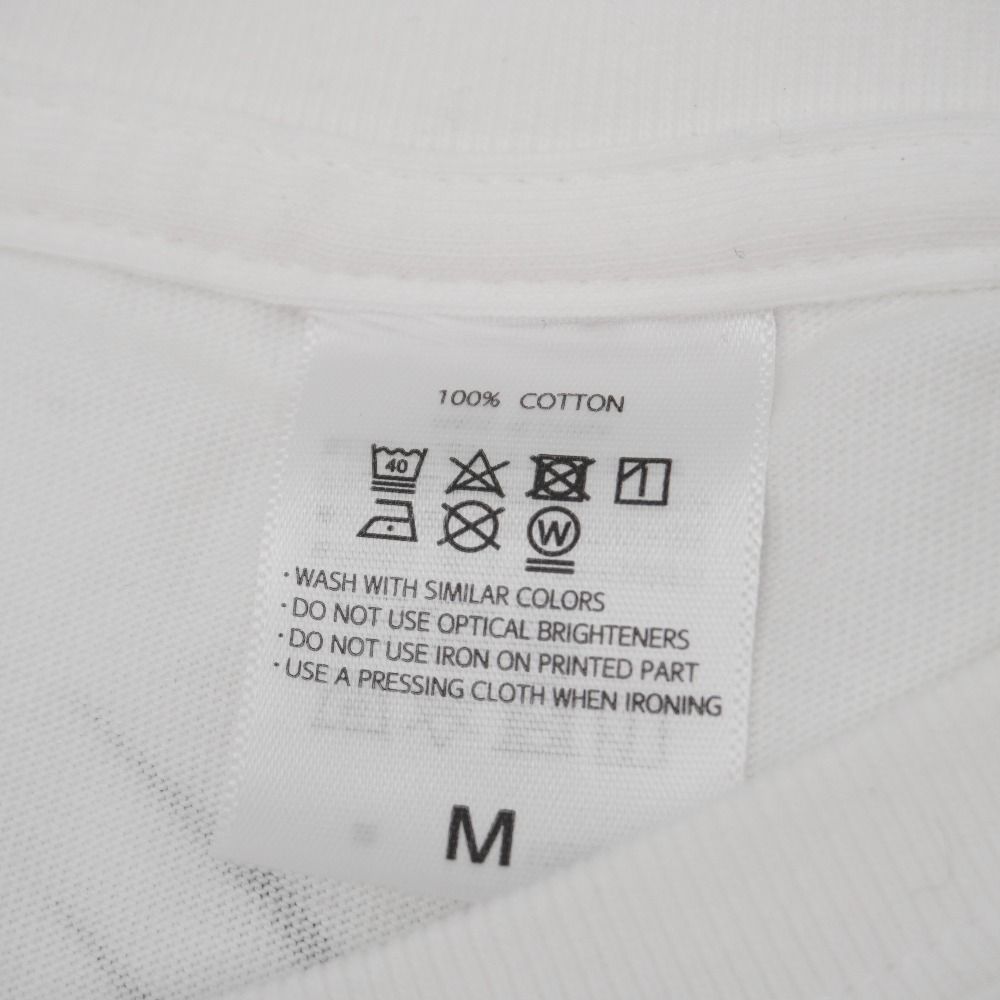 100% COTTON
40
W
· WASH WITH SIMILAR COLORS
· DO NOT USE OPTICAL BRIGHTENERS
· DO NOT USE IRON ON PRINTED PART
· USE A PRESSING CLOTH WHEN IRONING
M